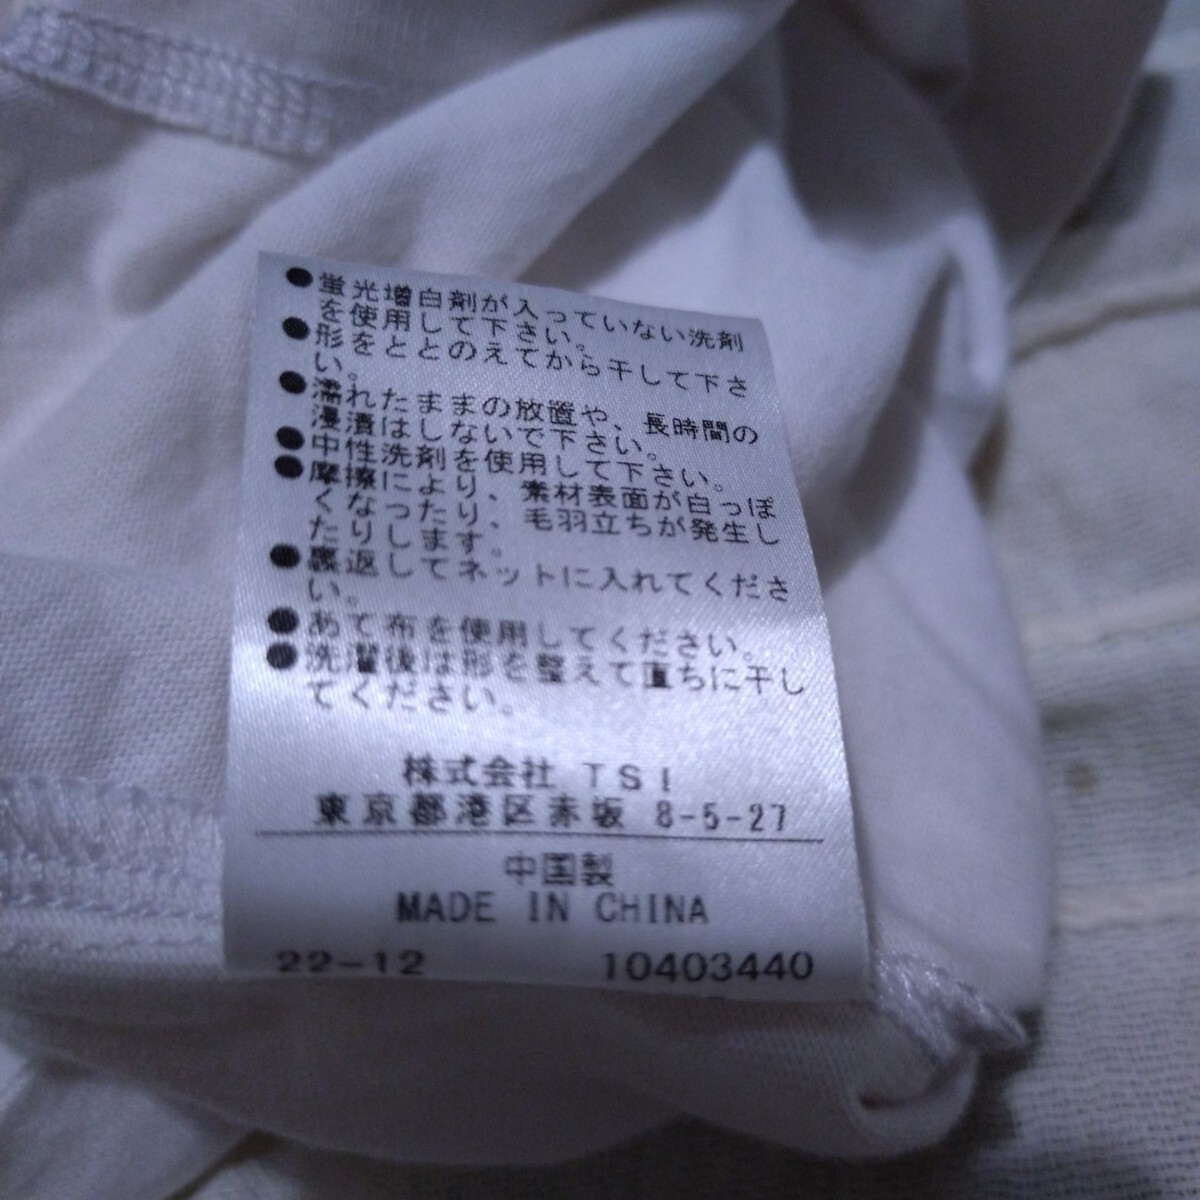 ●蛍光増白剤が入っていない洗剤
を使用して下さい。
●形をととのえてから干して下さ
い。
●濡れたままの放置や、長時間の
浸漬はしないで下さい。
●中性洗剤を使用して下さい。
●摩擦により、素材表面が白っぽ
くなったり、毛羽立ちが発生し
たりします。
●裏返してネットに入れてくださ
い。
●あて布を使用してください。
●洗濯後は形を整えて直ちに干し
てください。
株式会社 TSI
東京都港区赤坂 8-5-27
中国製
MADE IN CHINA
22-12 10403440